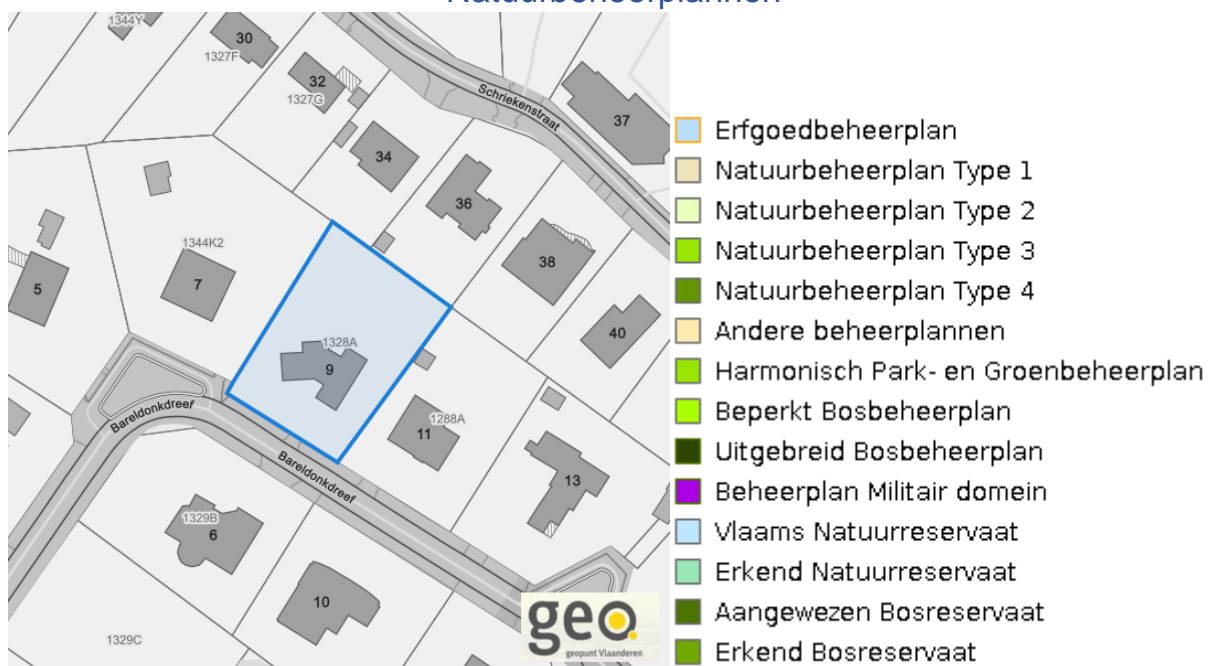 Natuurbeheerplannen
1344Y
30
1327F
32
1327G
Schriekenstraat
37
34
36
1344K2
38
5
7
40
1328A
9
Bareldonkdreef
1288A
11
Bareldonkdreef
13
1329B
6
10
1329C
geo
geopunt Vlaanderen
Erfgoedbeheerplan
Natuurbeheerplan Type 1
Natuurbeheerplan Type 2
Natuurbeheerplan Type 3
Natuurbeheerplan Type 4
Andere beheerplannen
Harmonisch Park- en Groenbeheerplan
Beperkt Bosbeheerplan
Uitgebreid Bosbeheerplan
Beheerplan Militair domein
Vlaams Natuurreservaat
Erkend Natuurreservaat
Aangewezen Bosreservaat
Erkend Bosreservaat